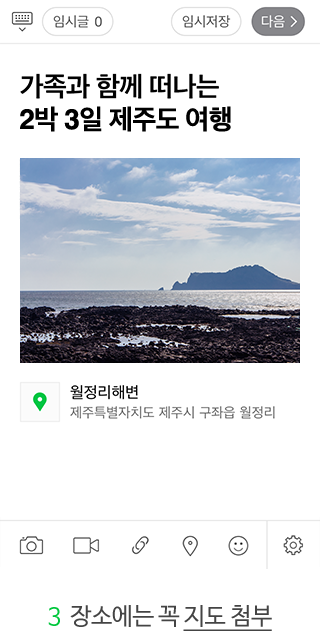 임시글 0
임시저장
다음
가족과 함께 떠나는
2박 3일 제주도 여행
월정리해변
제주특별자치도 제주시 구좌읍 월정리
3 장소에는 꼭 지도 첨부